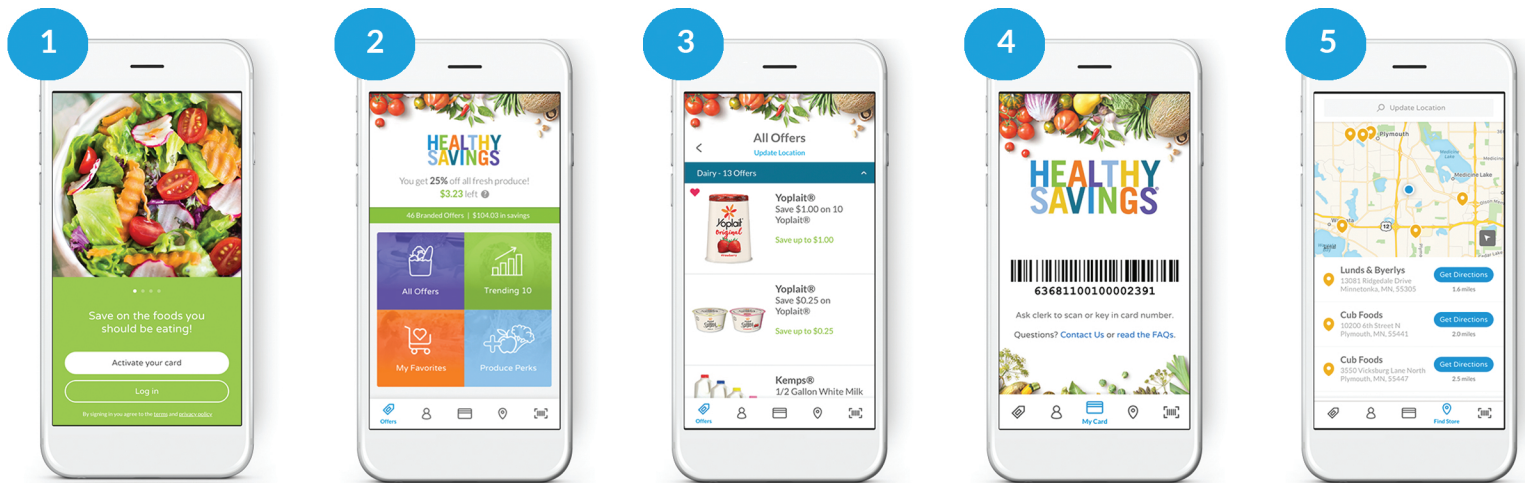 1
Save on the foods you
should be eating!
Activate your card
Log in
By signing in you agree to the terms and privacy policy
2
HEALTHY
SAVINGS
You get 25% off all fresh produce!
$3.23 left ?
46 Branded Offers | $104.03 in savings
All Offers
Trending 10
My Favorites
Produce Perks
Offers
3
All Offers
Update Location
Dairy - 13 Offers
Yoplait®
Save $1.00 on 10
Yoplait®
Save up to $1.00
Yoplait
Original
Yoplait®
Save $0.25 on
Yoplait®
Save up to $0.25
Kemps®
1/2 Gallon White Milk
Offers
4
HEALTHY
SAVINGS®
63681100100002391
Ask clerk to scan or key in card number.
Questions? Contact Us or read the FAQs.
My Card
5
Update Location
Plymouth
Medicine
Lake
Medicine Lake
12
Lunds & Byerlys
13081 Ridgedale Drive
Minnetonka, MN, 55305
Get Directions
1.6 miles
Cub Foods
10200 6th Street N
Plymouth, MN, 55441
Get Directions
2.0 miles
Cub Foods
3550 Vicksburg Lane North
Plymouth, MN, 55447
Get Directions
2.5 miles
Find Store